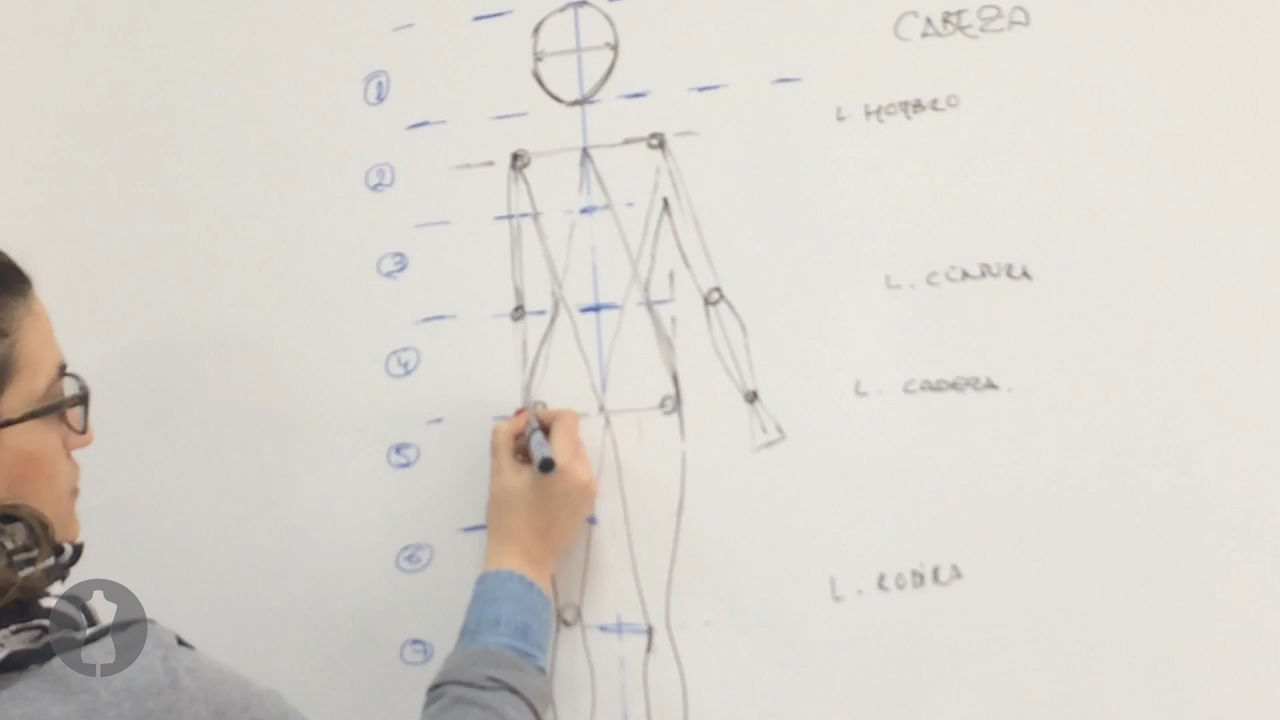 CABEZA
①
L HOMBRO
②
③
L. CINTURA
④
L. CADERA.
⑤
⑥
L. RODILLA
⑦